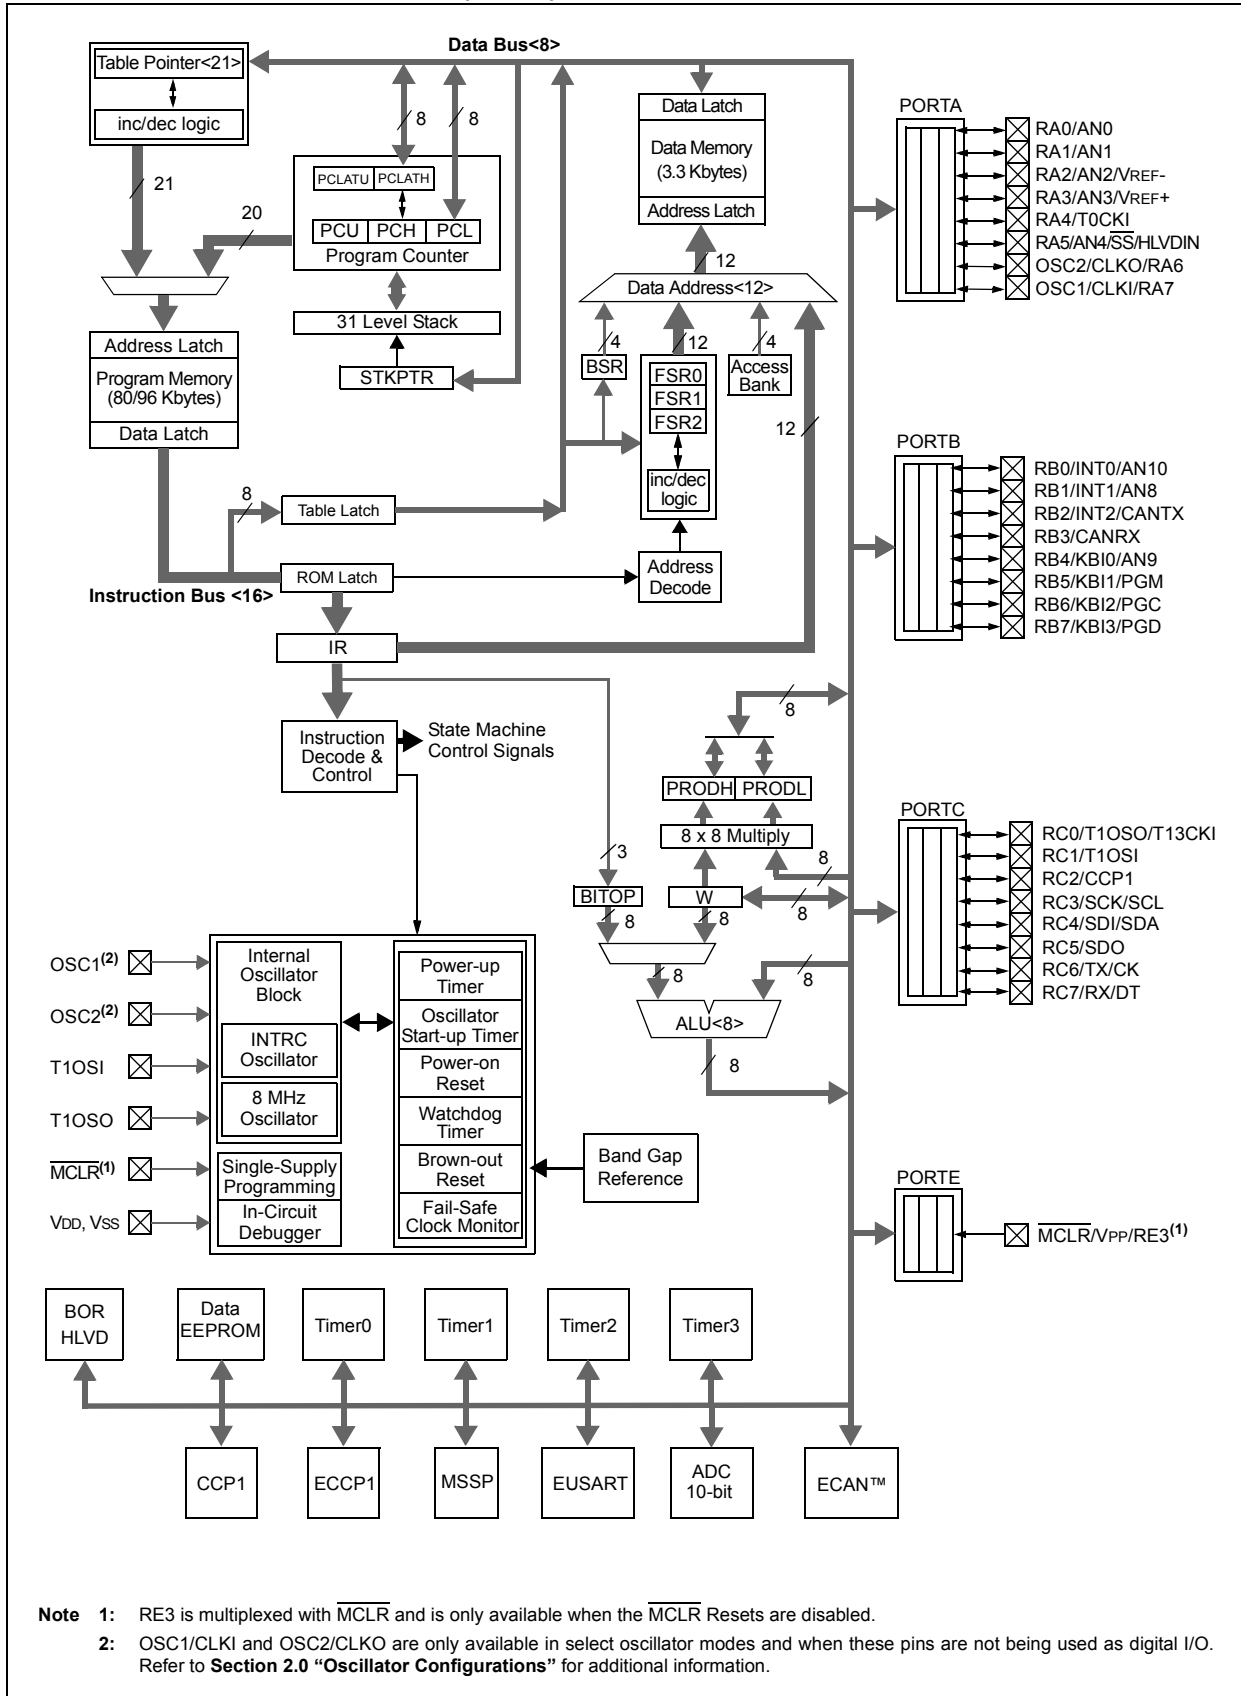 Data Bus<8>
Table Pointer<21>
inc/dec logic
21
20
8
8
PCLATU PCLATH
PCU PCH PCL
Program Counter
31 Level Stack
STKPTR
Address Latch
Program Memory
(80/96 Kbytes)
Data Latch
8
Table Latch
ROM Latch
Instruction Bus <16>
IR
Data Latch
Data Memory
(3.3 Kbytes)
Address Latch
12
Data Address<12>
4
12
4
BSR
FSR0
FSR1
FSR2
inc/dec
logic
Access
Bank
12
Address
Decode
Instruction
Decode &
Control
State Machine
Control Signals
8
PRODH PRODL
8 x 8 Multiply
3
8
BITOP
W
8
8
8
8
8
ALU<8>
8
OSC1(2)
OSC2(2)
T1OSI
T1OSO
MCLR(1)
VDD, VSS
Internal
Oscillator
Block
INTRC
Oscillator
8 MHz
Oscillator
Single-Supply
Programming
In-Circuit
Debugger
Power-up
Timer
Oscillator
Start-up Timer
Power-on
Reset
Watchdog
Timer
Brown-out
Reset
Fail-Safe
Clock Monitor
Band Gap
Reference
PORTA
RA0/AN0
RA1/AN1
RA2/AN2/VREF-
RA3/AN3/VREF+
RA4/T0CKI
RA5/AN4/SS/HLVDIN
OSC2/CLKO/RA6
OSC1/CLKI/RA7
PORTB
RB0/INT0/AN10
RB1/INT1/AN8
RB2/INT2/CANTX
RB3/CANRX
RB4/KBI0/AN9
RB5/KBI1/PGM
RB6/KBI2/PGC
RB7/KBI3/PGD
PORTC
RC0/T1OSO/T13CKI
RC1/T1OSI
RC2/CCP1
RC3/SCK/SCL
RC4/SDI/SDA
RC5/SDO
RC6/TX/CK
RC7/RX/DT
PORTE
MCLR/VPP/RE3(1)
BOR
HLVD
Data
EEPROM
Timer0
Timer1
Timer2
Timer3
CCP1
ECCP1
MSSP
EUSART
ADC
10-bit
ECAN™
Note 1: RE3 is multiplexed with MCLR and is only available when the MCLR Resets are disabled.
2: OSC1/CLKI and OSC2/CLKO are only available in select oscillator modes and when these pins are not being used as digital I/O.
Refer to Section 2.0 “Oscillator Configurations” for additional information.